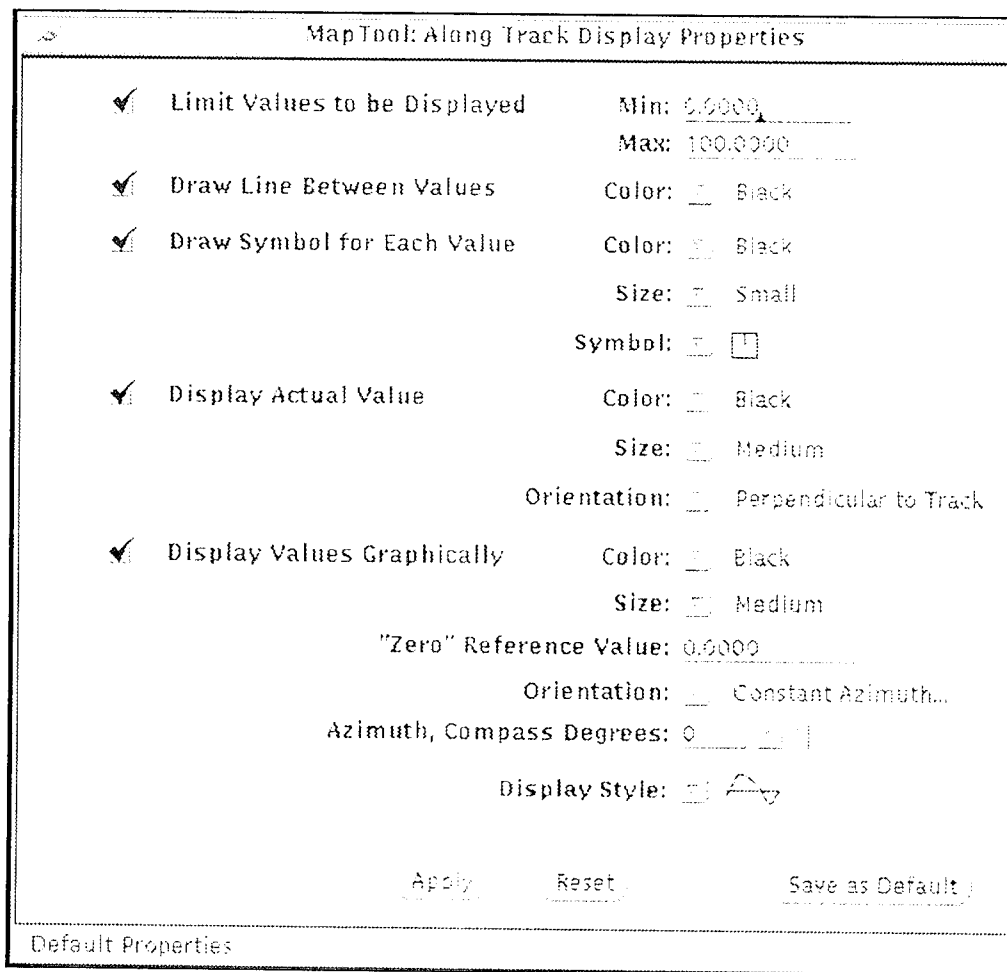 MapTool: Along Track Display Properties
Limit Values to be Displayed Min: 0.0000
Max: 100.0000
Draw Line Between Values Color: Black
Draw Symbol for Each Value Color: Black
Size: Small
Symbol:
Display Actual Value Color: Black
Size: Medium
Orientation: Perpendicular to Track
Display Values Graphically Color: Black
Size: Medium
"Zero" Reference Value: 0.0000
Orientation: Constant Azimuth...
Azimuth, Compass Degrees: 0
Display Style:
Apply Reset Save as Default
Default Properties